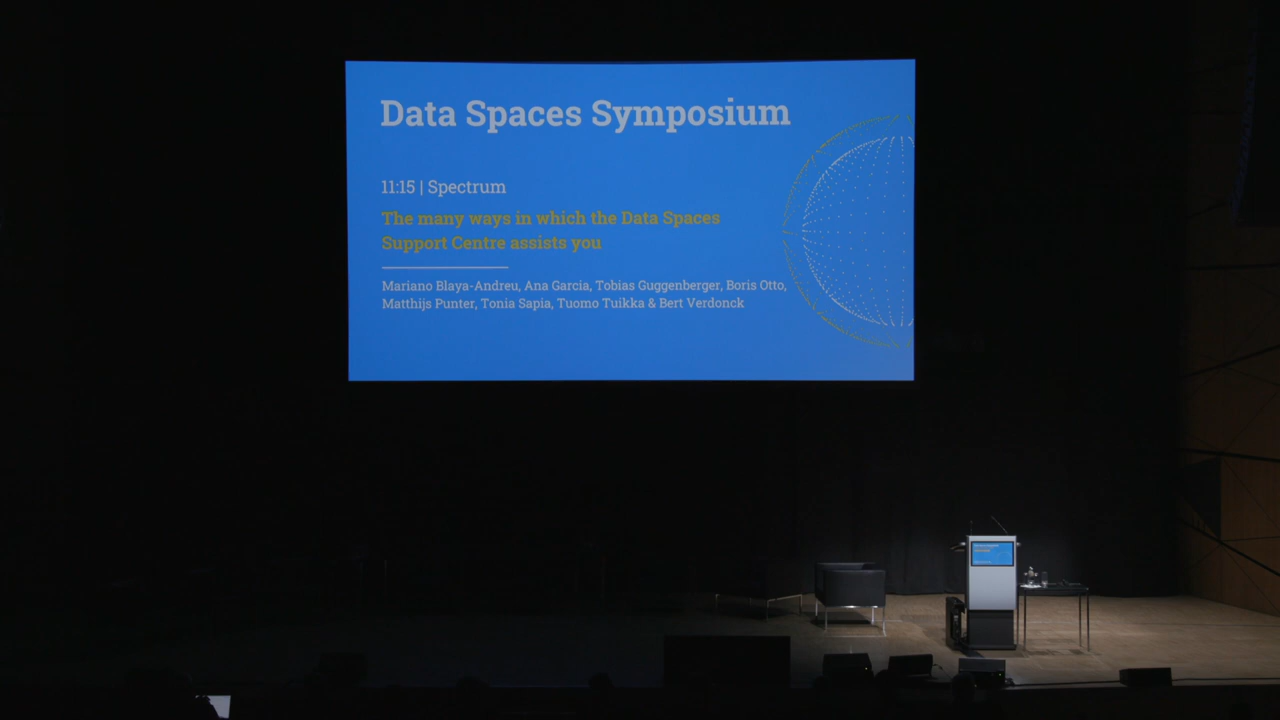 Data Spaces Symposium
11:15 | Spectrum
The many ways in which the Data Spaces
Support Centre assists you
Mariano Blaya-Andreu, Ana Garcia, Tobias Guggenberger, Boris Otto,
Matthijs Punter, Tonia Sapia, Tuomo Tuikka & Bert Verdonck